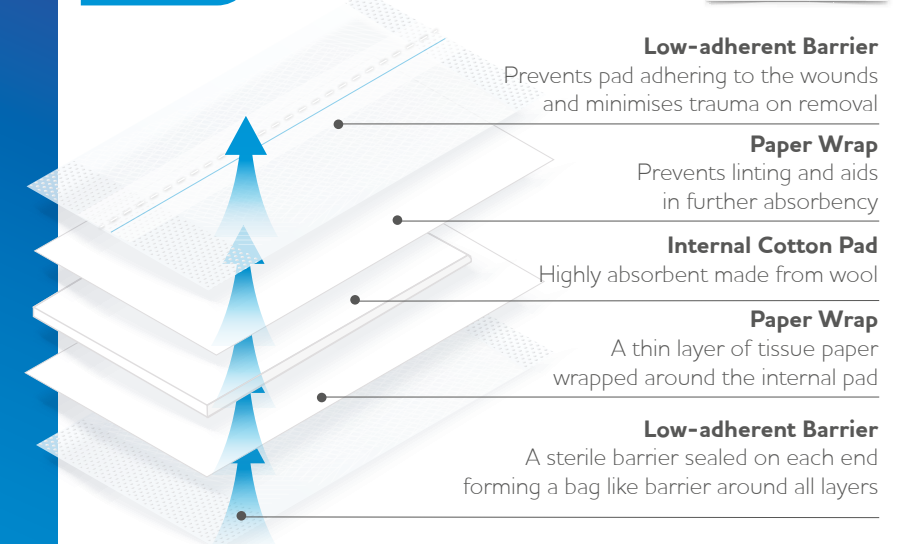 Low-adherent Barrier
Prevents pad adhering to the wounds
and minimises trauma on removal
Paper Wrap
Prevents linting and aids
in further absorbency
Internal Cotton Pad
Highly absorbent made from wool
Paper Wrap
A thin layer of tissue paper
wrapped around the internal pad
Low-adherent Barrier
A sterile barrier sealed on each end
forming a bag like barrier around all layers